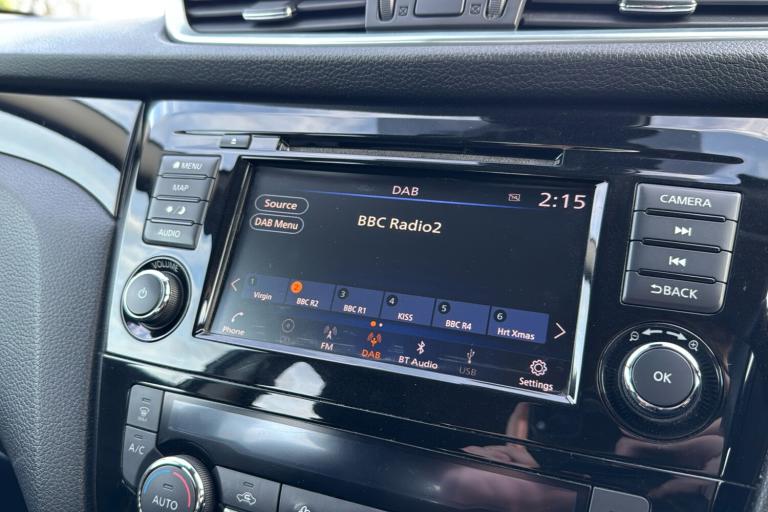 MENU
MAP
AUDIO
VOLUME
DAB
2:15
Source
DAB Menu
BBC Radio2
1 Virgin
2 BBC R2
3 BBC R1
4 KISS
5 BBC R4
6 Hrt Xmas
Phone
FM
DAB
BT Audio
USB
Settings
CAMERA
BACK
OK
A/C
AUTO